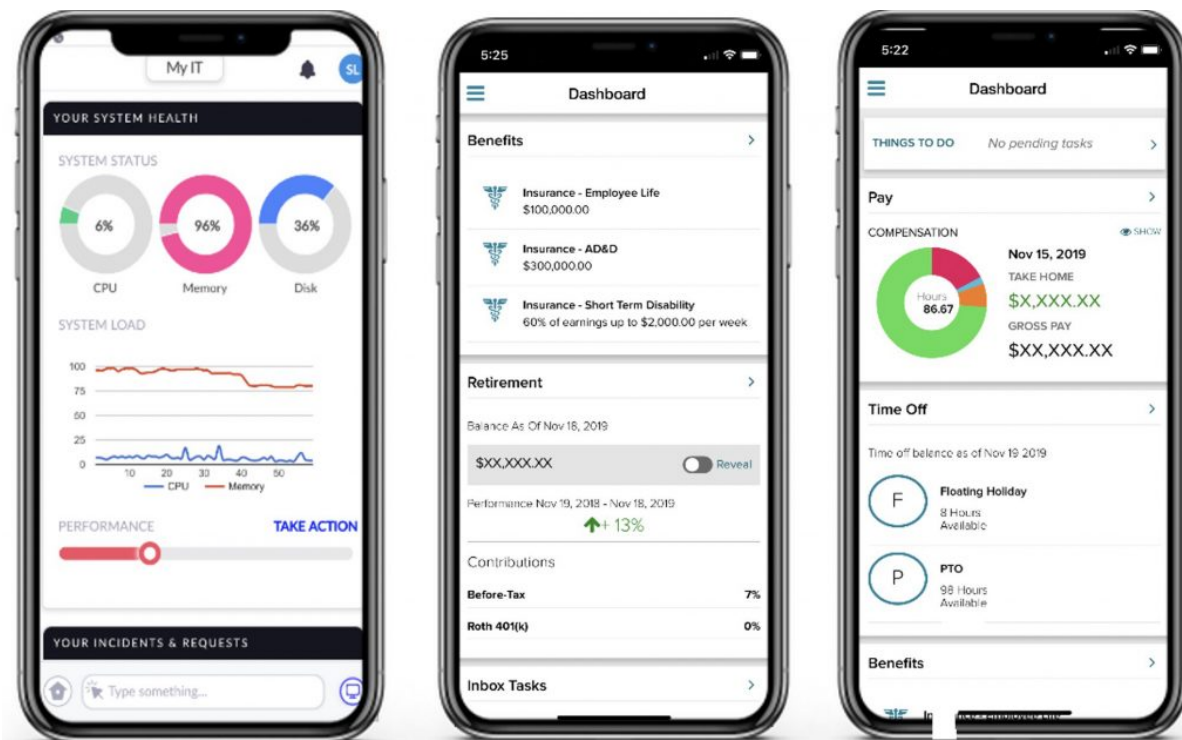 My IT
SL
YOUR SYSTEM HEALTH
SYSTEM STATUS
6%
96%
36%
CPU
Memory
Disk
SYSTEM LOAD
100
75
50
25
0
10 20 30 40 50
CPU Memory
PERFORMANCE TAKE ACTION
YOUR INCIDENTS & REQUESTS
Type something...
5:25
Dashboard
Benefits
Insurance - Employee Life
$100,000.00
Insurance - AD&D
$300,000.00
Insurance - Short Term Disability
60% of earnings up to $2,000.00 per week
Retirement
Balance As Of Nov 18, 2019
$XX,XXX.XX Reveal
Performance Nov 19, 2018 - Nov 18, 2019
+ 13%
Contributions
Before-Tax 7%
Roth 401(k) 0%
Inbox Tasks
5:22
Dashboard
THINGS TO DO No pending tasks
Pay
COMPENSATION SHOW
Hours
86.67
Nov 15, 2019
TAKE HOME
$X,XXX.XX
GROSS PAY
$XX,XXX.XX
Time Off
Time off balance as of Nov 19 2019
F
Floating Holiday
8 Hours
Available
P
PTO
98 Hours
Available
Benefits